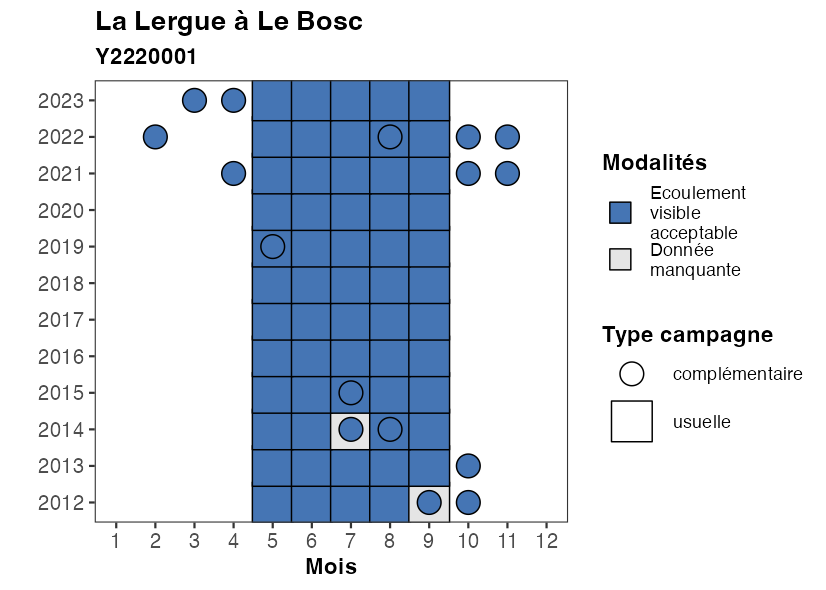 La Lergue à Le Bosc
Y2220001
2023
2022
2021
2020
2019
2018
2017
2016
2015
2014
2013
2012
1 2 3 4 5 6 7 8 9 10 11 12
Mois
Modalités
Ecoulement
visible
acceptable
Donnée
manquante
Type campagne
complémentaire
usuelle